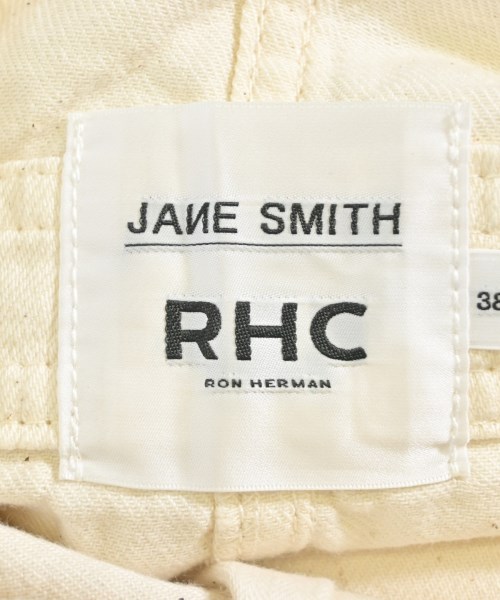 JAИE SMITH
RHC
RON HERMAN
38